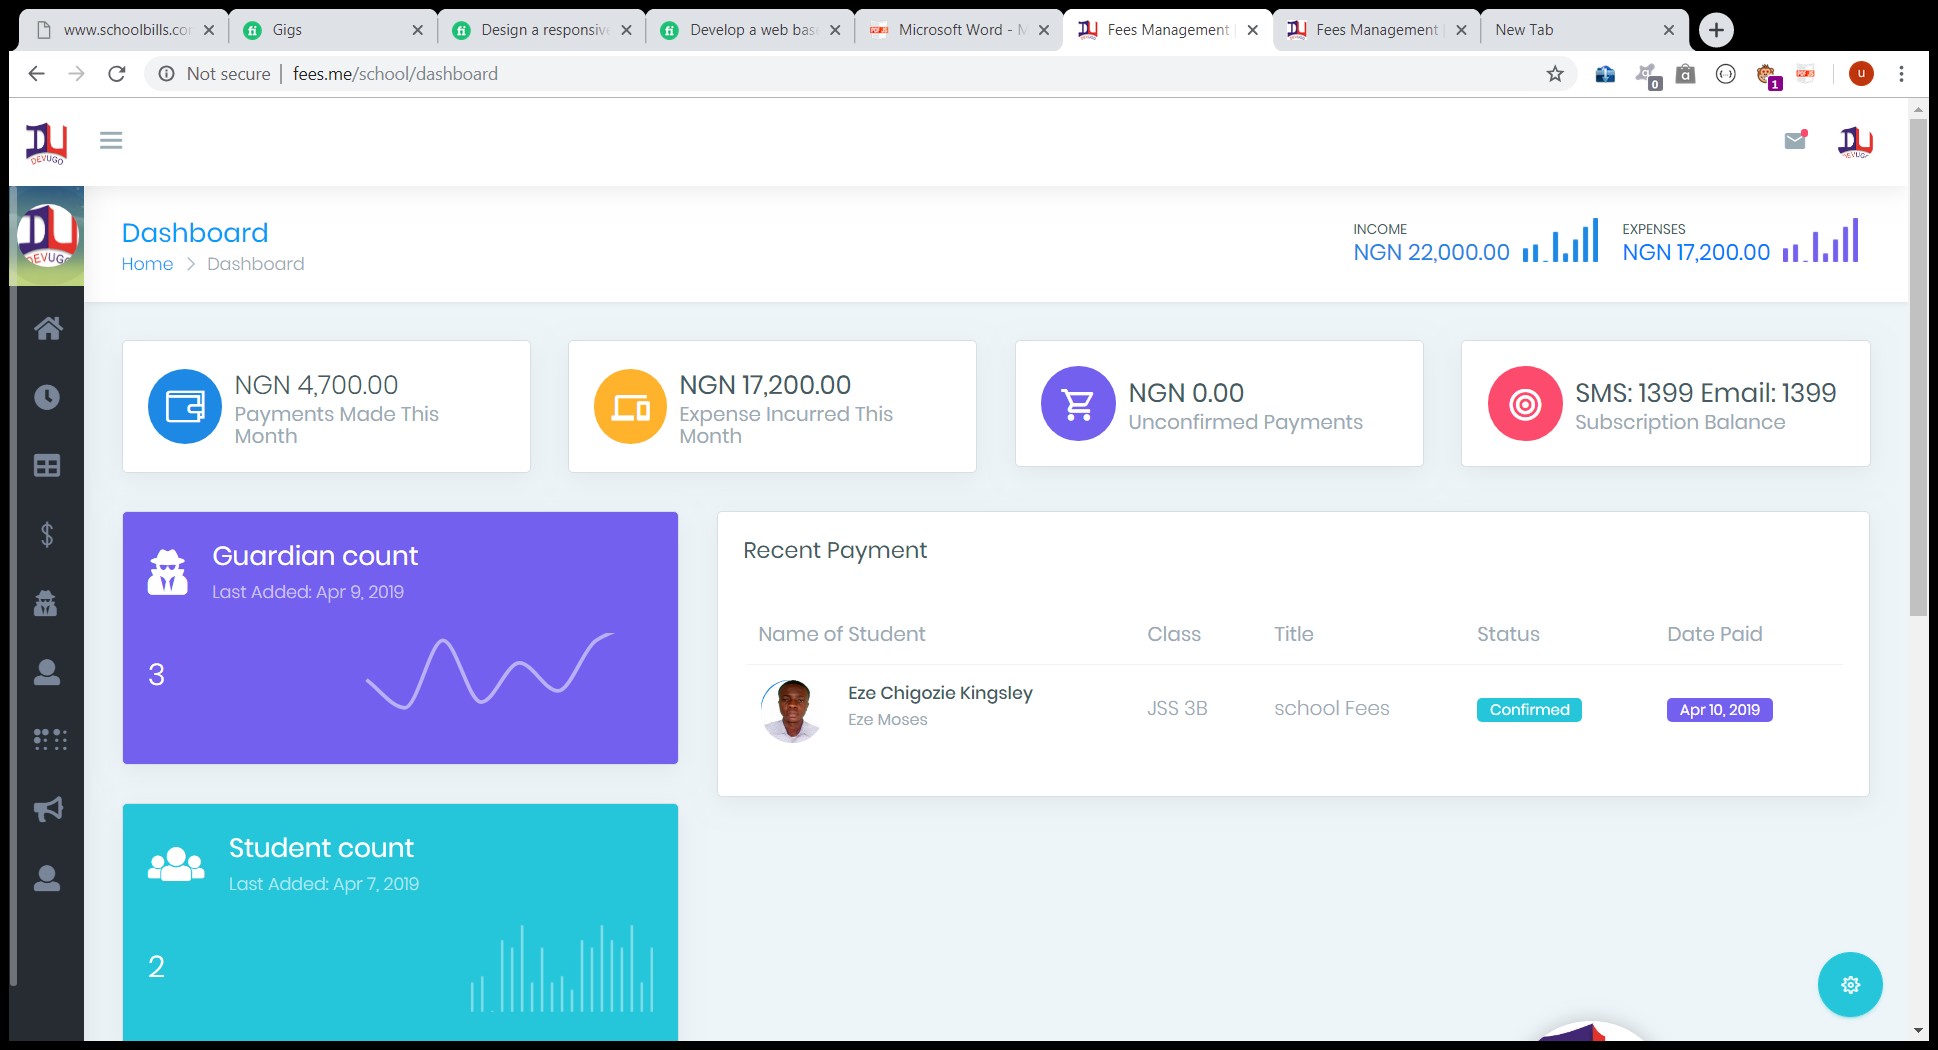 www.schoolbills.co
Gigs
Design a responsive
Develop a web bas
Microsoft Word - M
Fees Management |
Fees Management |
New Tab
Not secure | fees.me/school/dashboard
0
1
u
DU
DEVUGO
DU
DEVUGO
Dashboard
Home > Dashboard
INCOME
NGN 22,000.00
EXPENSES
NGN 17,200.00
NGN 4,700.00
Payments Made This
Month
NGN 17,200.00
Expense Incurred This
Month
NGN 0.00
Unconfirmed Payments
SMS: 1399 Email: 1399
Subscription Balance
Guardian count
Last Added: Apr 9, 2019
3
Recent Payment
Name of Student Class Title Status Date Paid
Eze Chigozie Kingsley
Eze Moses
JSS 3B school Fees Confirmed Apr 10, 2019
Student count
Last Added: Apr 7, 2019
2